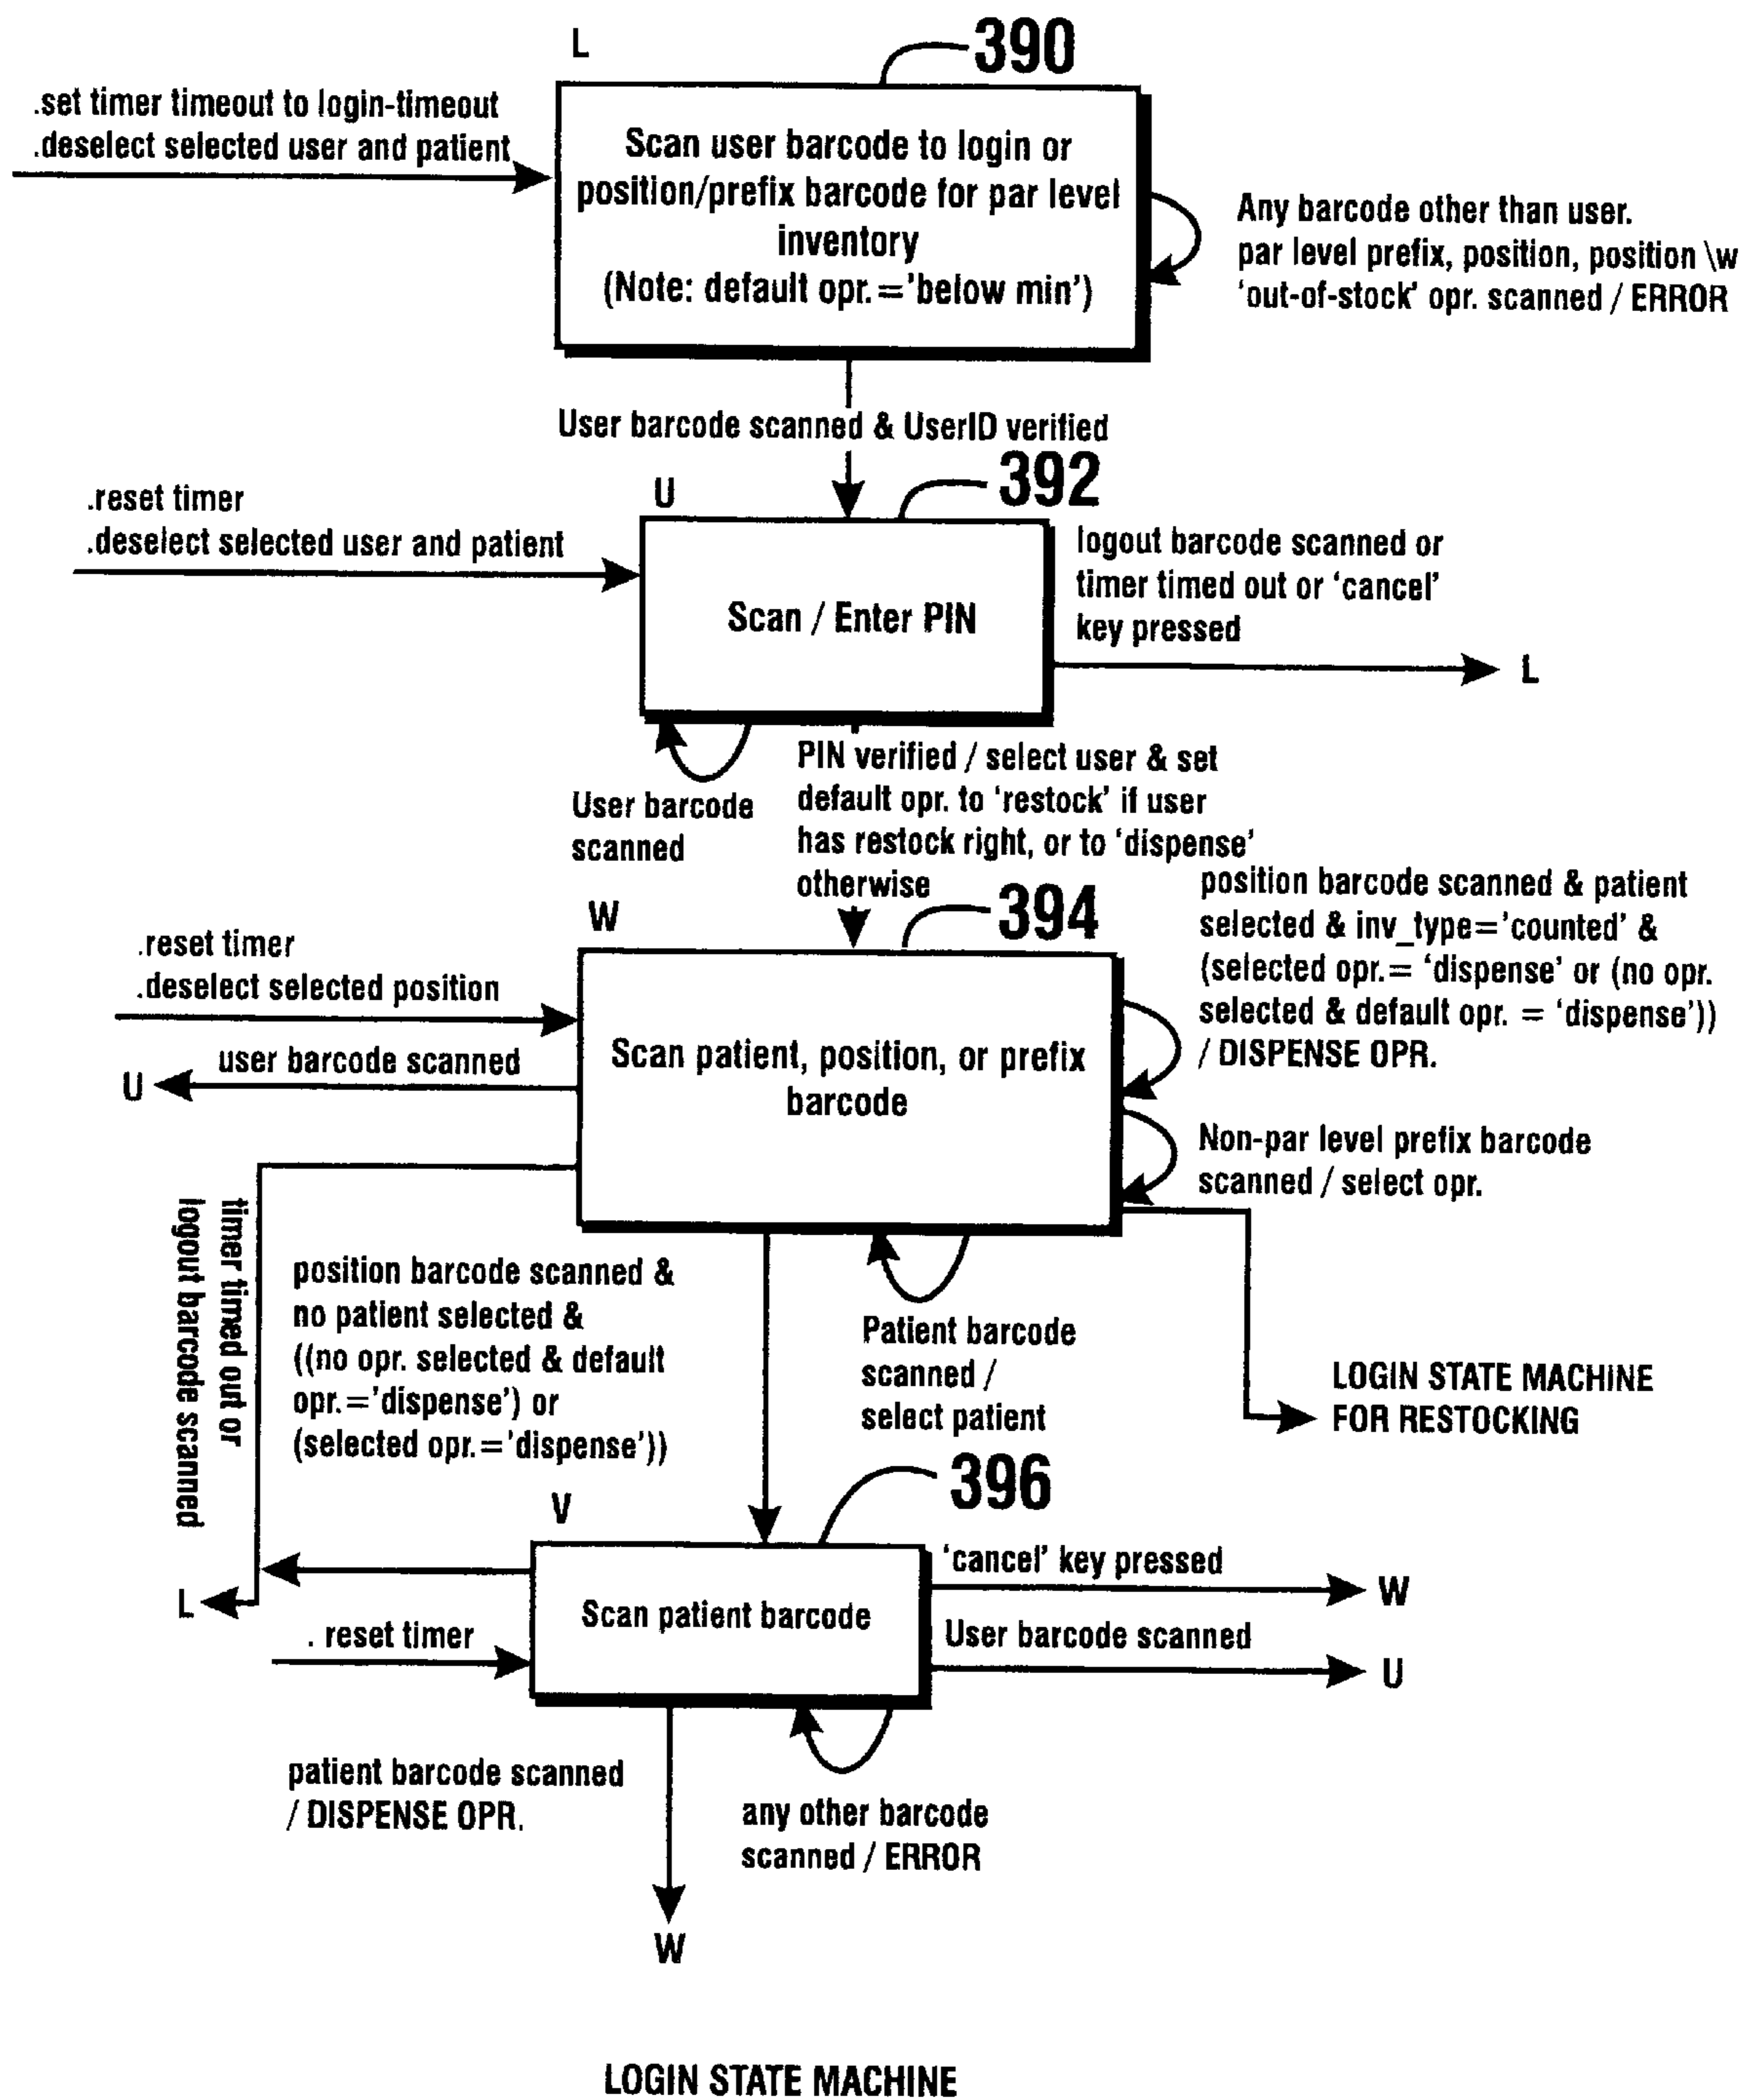 L
390
.set timer timeout to login-timeout
.deselect selected user and patient
Scan user barcode to login or
position/prefix barcode for par level
inventory
(Note: default opr.='below min')
Any barcode other than user.
par level prefix, position, position \w
'out-of-stock' opr. scanned / ERROR
User barcode scanned & UserID verified
392
U
.reset timer
.deselect selected user and patient
Scan / Enter PIN
logout barcode scanned or
timer timed out or 'cancel'
key pressed
L
User barcode
scanned
PIN verified / select user & set
default opr. to 'restock' if user
has restock right, or to 'dispense'
otherwise
394
W
.reset timer
.deselect selected position
user barcode scanned
U
Scan patient, position, or prefix
barcode
position barcode scanned & patient
selected & inv_type='counted' &
(selected opr.= 'dispense' or (no opr.
selected & default opr. = 'dispense'))
/ DISPENSE OPR.
Non-par level prefix barcode
scanned / select opr.
timer timed out or
logout barcode scanned
position barcode scanned &
no patient selected &
((no opr. selected & default
opr.='dispense') or
(selected opr.='dispense'))
Patient barcode
scanned /
select patient
LOGIN STATE MACHINE
FOR RESTOCKING
396
V
L
. reset timer
Scan patient barcode
'cancel' key pressed
W
User barcode scanned
U
patient barcode scanned
/ DISPENSE OPR.
any other barcode
scanned / ERROR
W
LOGIN STATE MACHINE